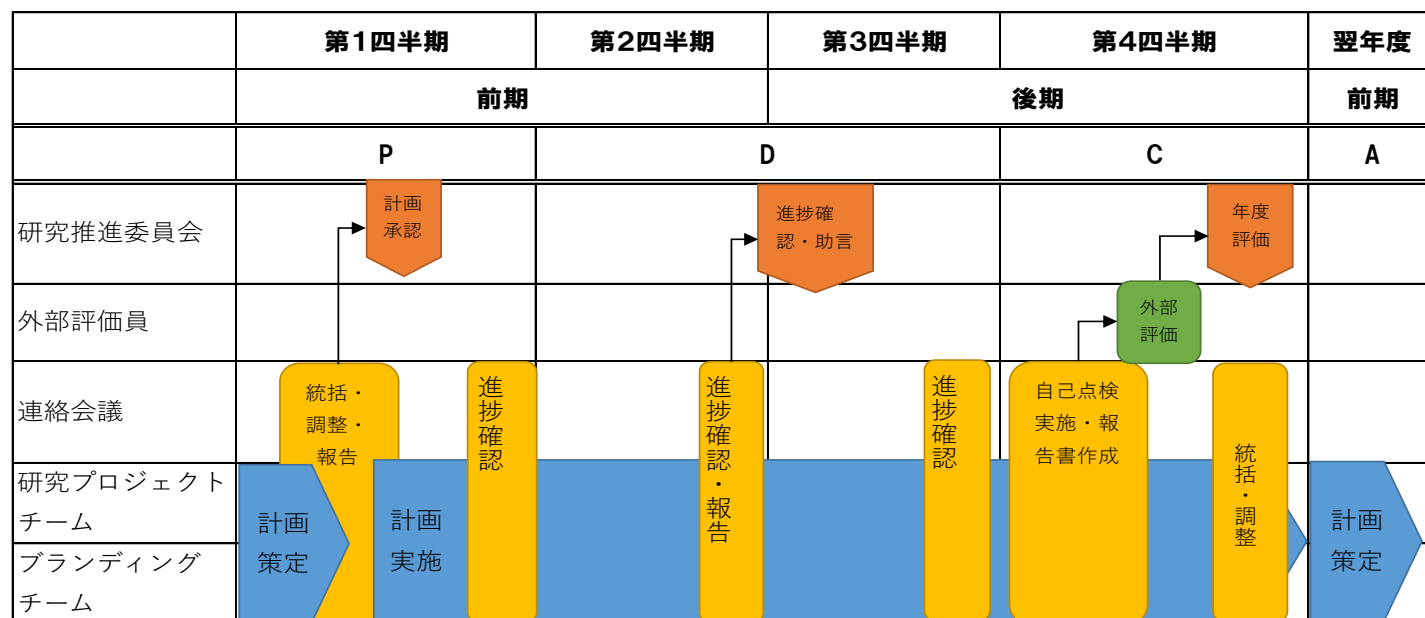 第1四半期
第2四半期
第3四半期
第4四半期
翌年度
前期
後期
前期
P
D
C
A
研究推進委員会
計画
承認
進捗確
認・助言
年度
評価
外部評価員
外部
評価
連絡会議
統括・
調整・
報告
進捗確認
進捗確認・報告
進捗確認
自己点検
実施・報
告書作成
統括・調整
研究プロジェクト
チーム
ブランディング
チーム
計画
策定
計画
実施
計画
策定